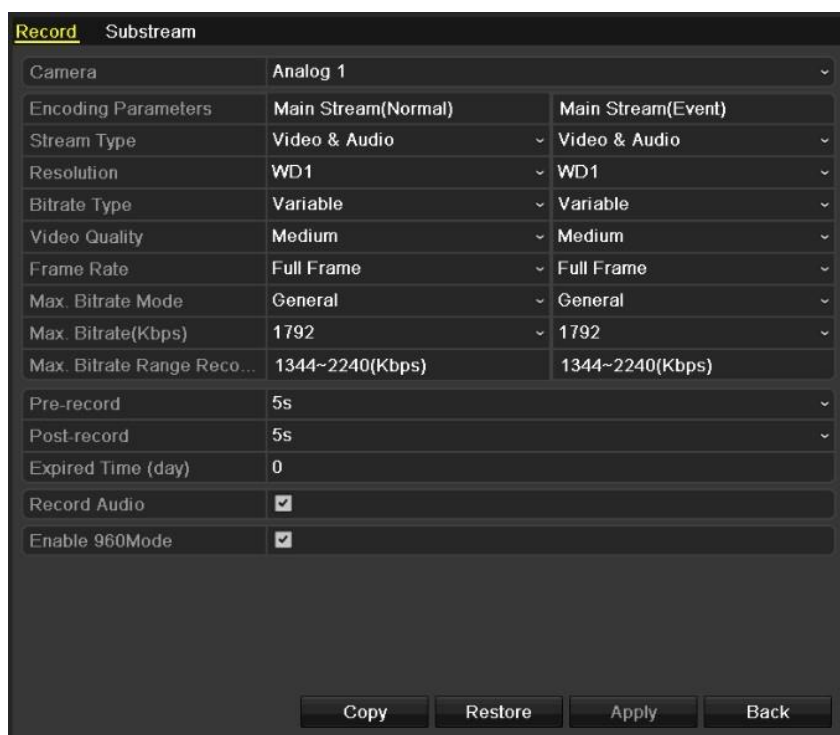 Record Substream
Camera Analog 1
Encoding Parameters Main Stream(Normal) Main Stream(Event)
Stream Type Video & Audio Video & Audio
Resolution WD1 WD1
Bitrate Type Variable Variable
Video Quality Medium Medium
Frame Rate Full Frame Full Frame
Max. Bitrate Mode General General
Max. Bitrate(Kbps) 1792 1792
Max. Bitrate Range Reco... 1344~2240(Kbps) 1344~2240(Kbps)
Pre-record 5s
Post-record 5s
Expired Time (day) 0
Record Audio
Enable 960Mode
Copy Restore Apply Back